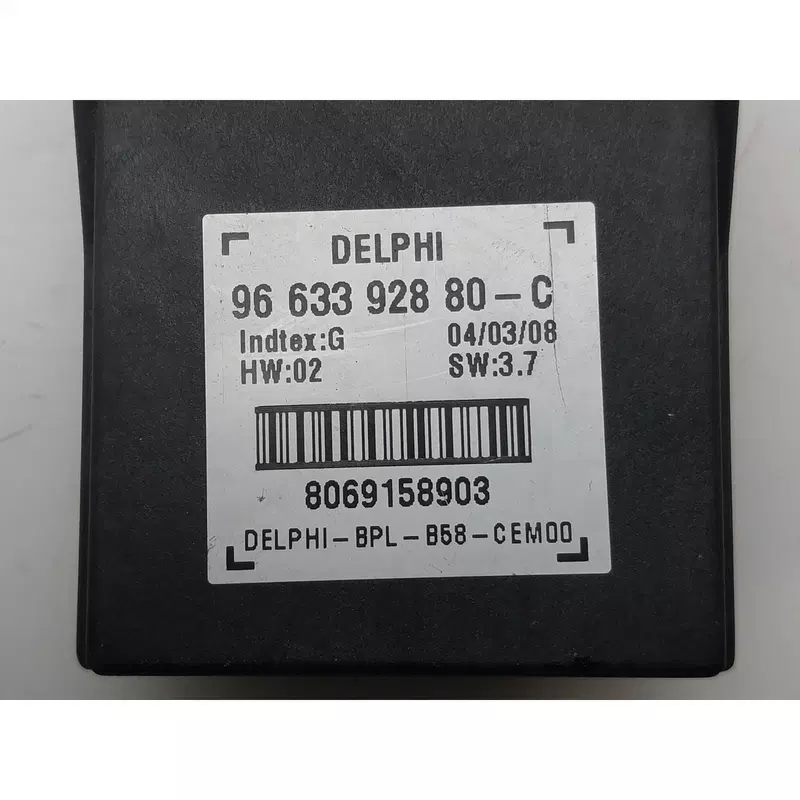 DELPHI
96 633 928 80-C
Indtex:G 04/03/08
HW:02 SW:3.7
8069158903
DELPHI-BPL-B58-CEM00